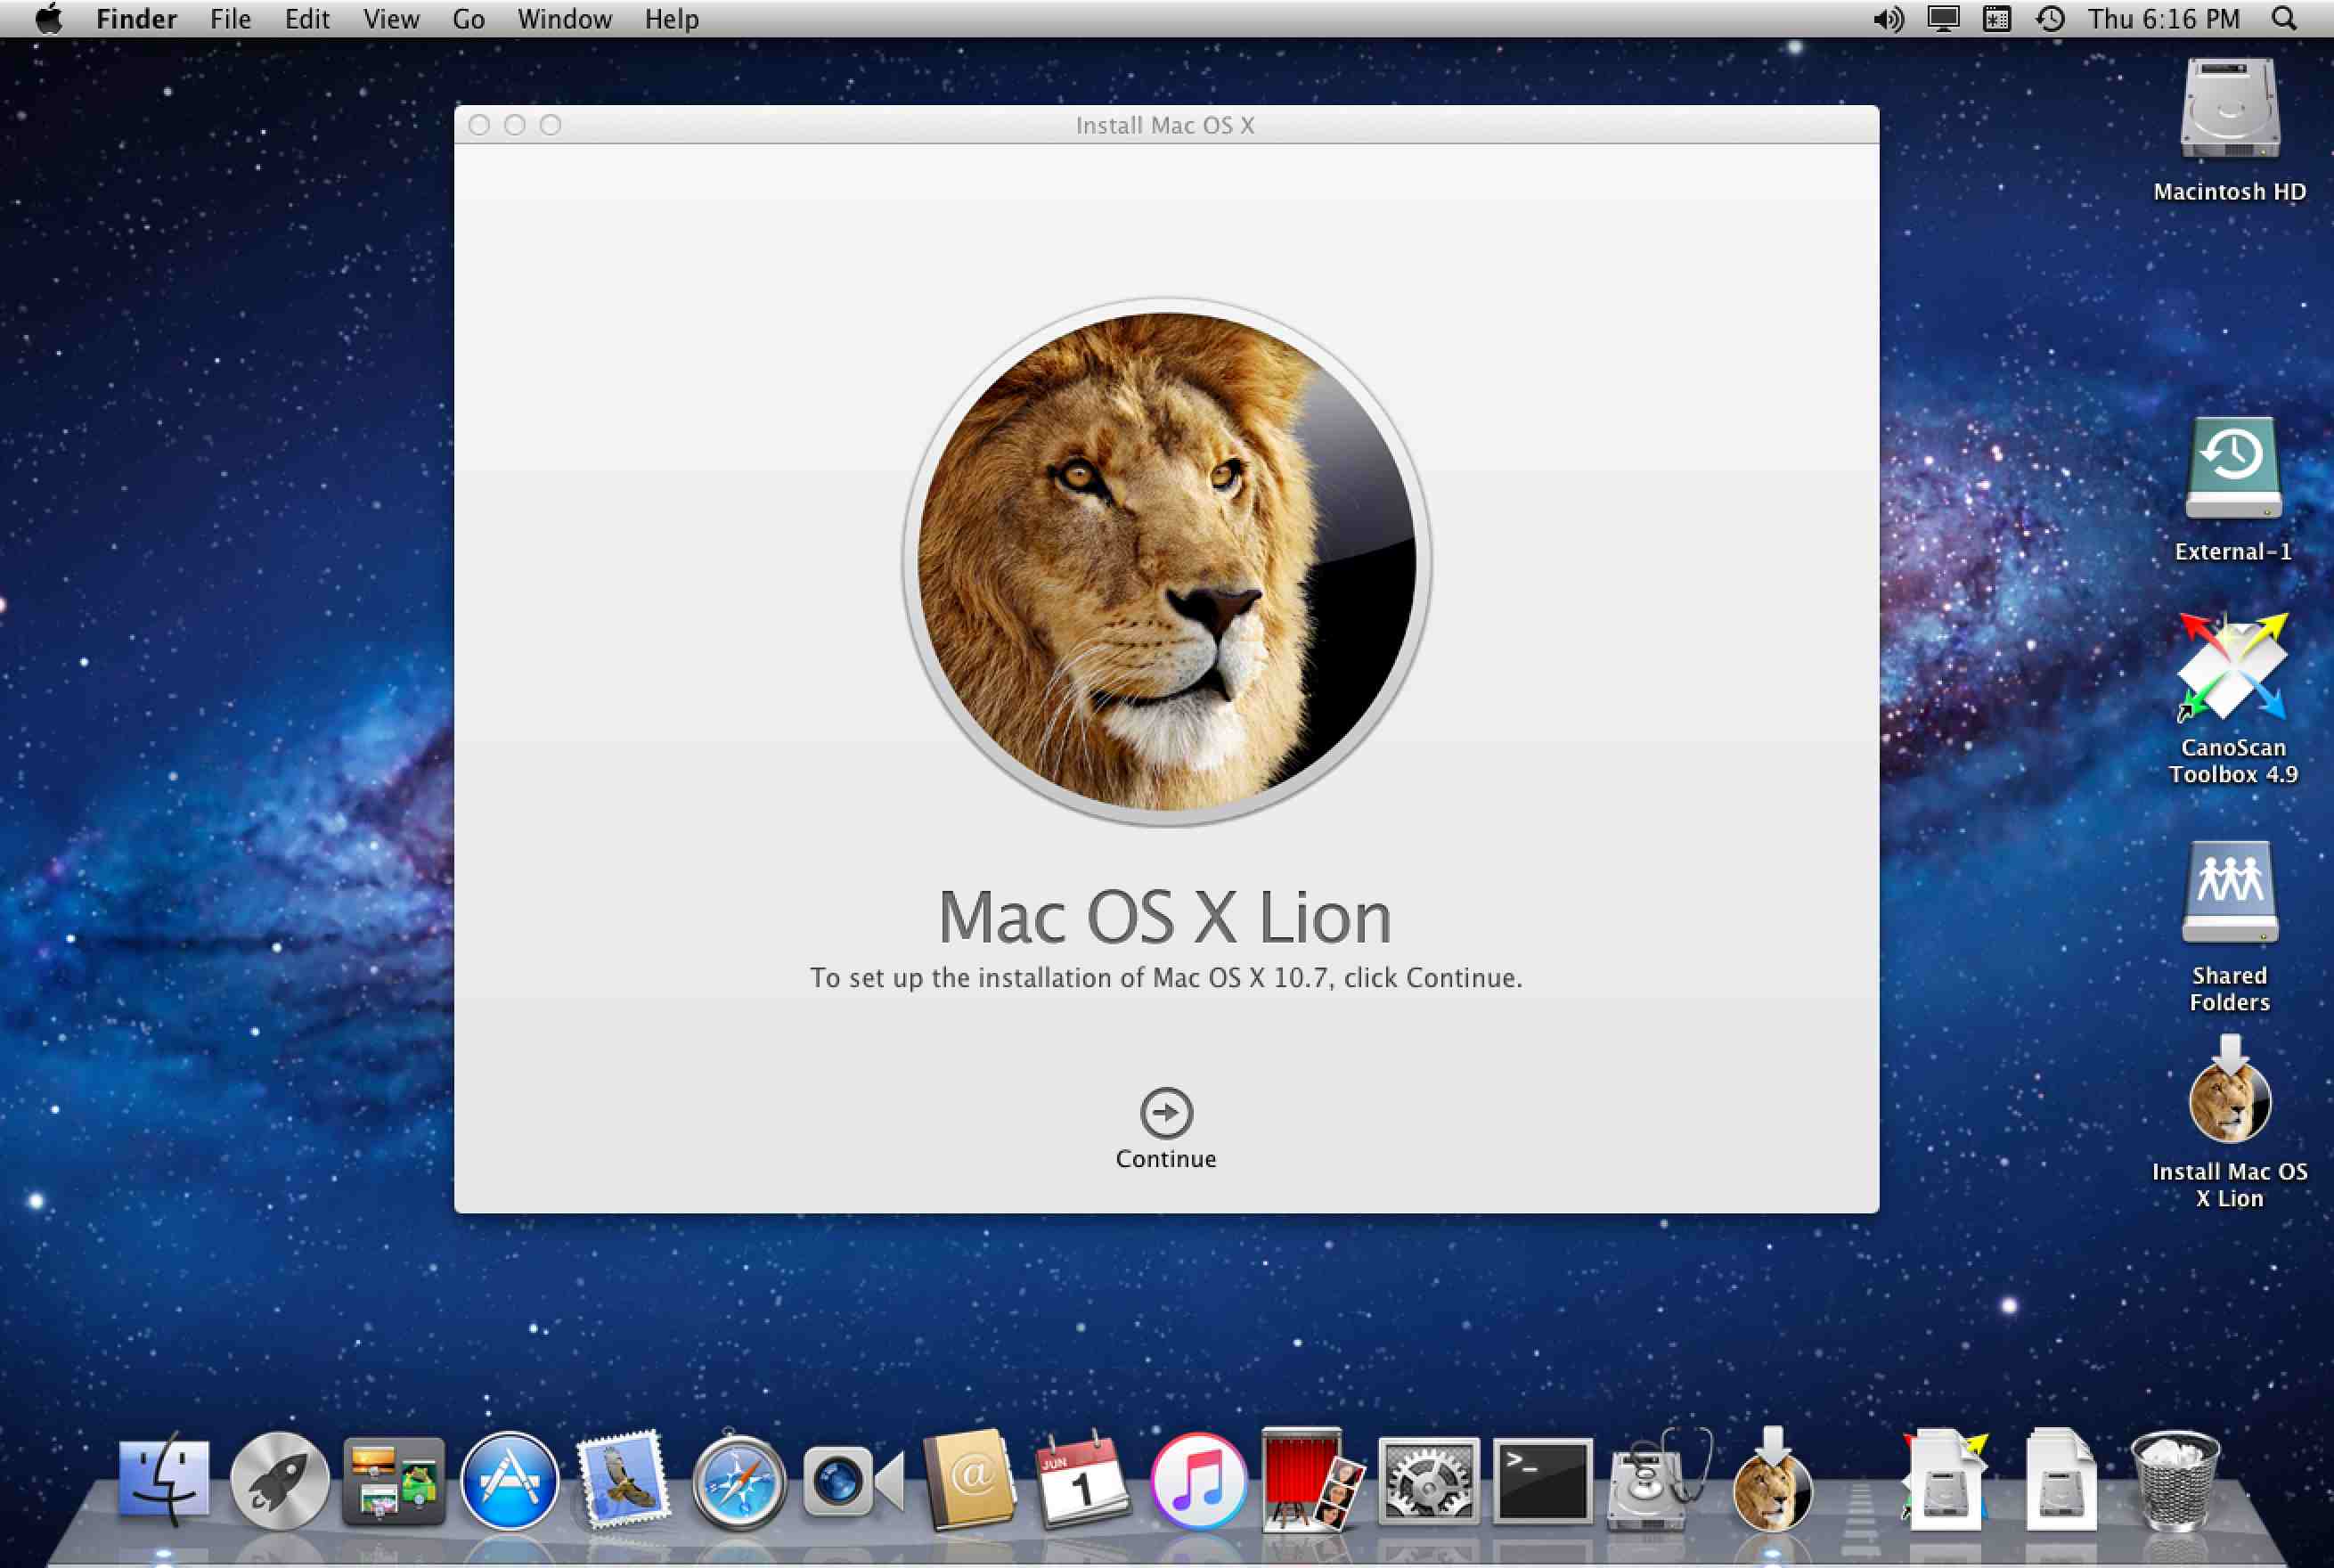 Finder File Edit View Go Window Help Thu 6:16 PM
Install Mac OS X
Macintosh HD
External-1
CanoScan
Toolbox 4.9
Mac OS X Lion
To set up the installation of Mac OS X 10.7, click Continue.
Shared
Folders
Continue
Install Mac OS
X Lion
@
JUN
1
>_